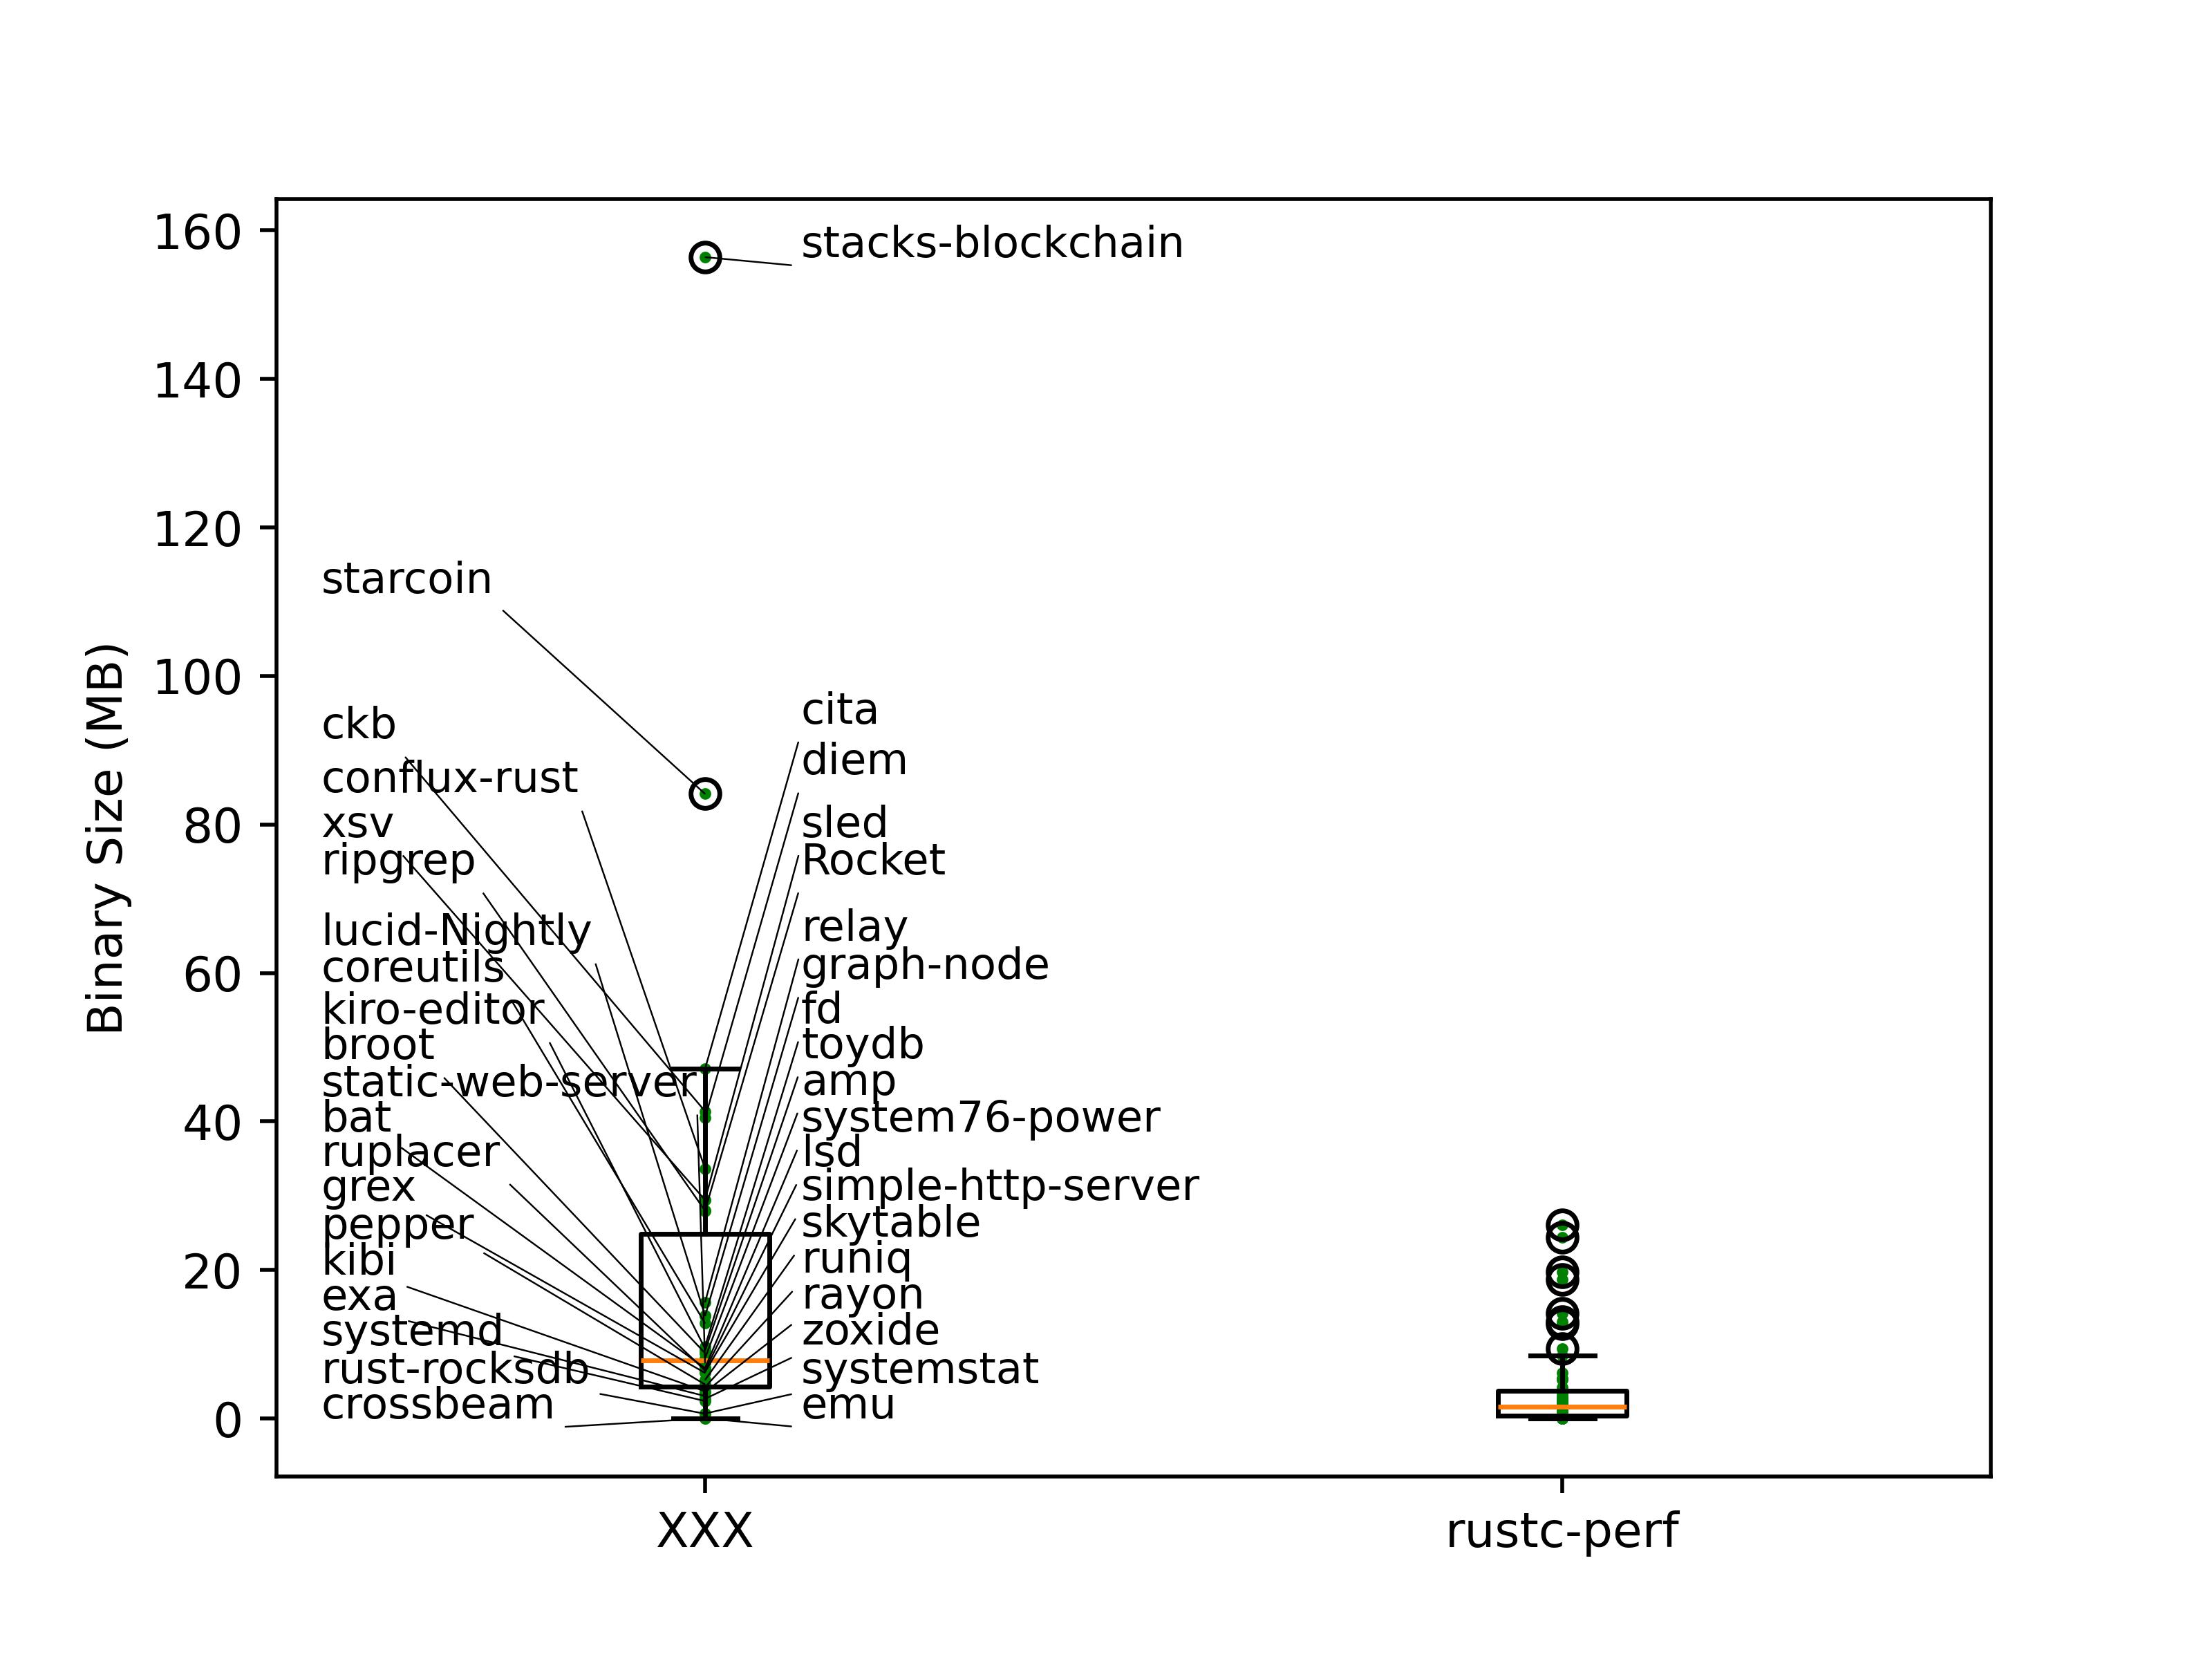 160
140
120
100
80
60
40
20
0
Binary Size (MB)
stacks-blockchain
starcoin
ckb
conflux-rust
xsv
ripgrep
lucid-Nightly
coreutils
kiro-editor
broot
static-web-server
bat
ruplacer
grex
pepper
kibi
exa
systemd
rust-rocksdb
crossbeam
cita
diem
sled
Rocket
relay
graph-node
fd
toydb
amp
system76-power
lsd
simple-http-server
skytable
runiq
rayon
zoxide
systemstat
emu
XXX
rustc-perf